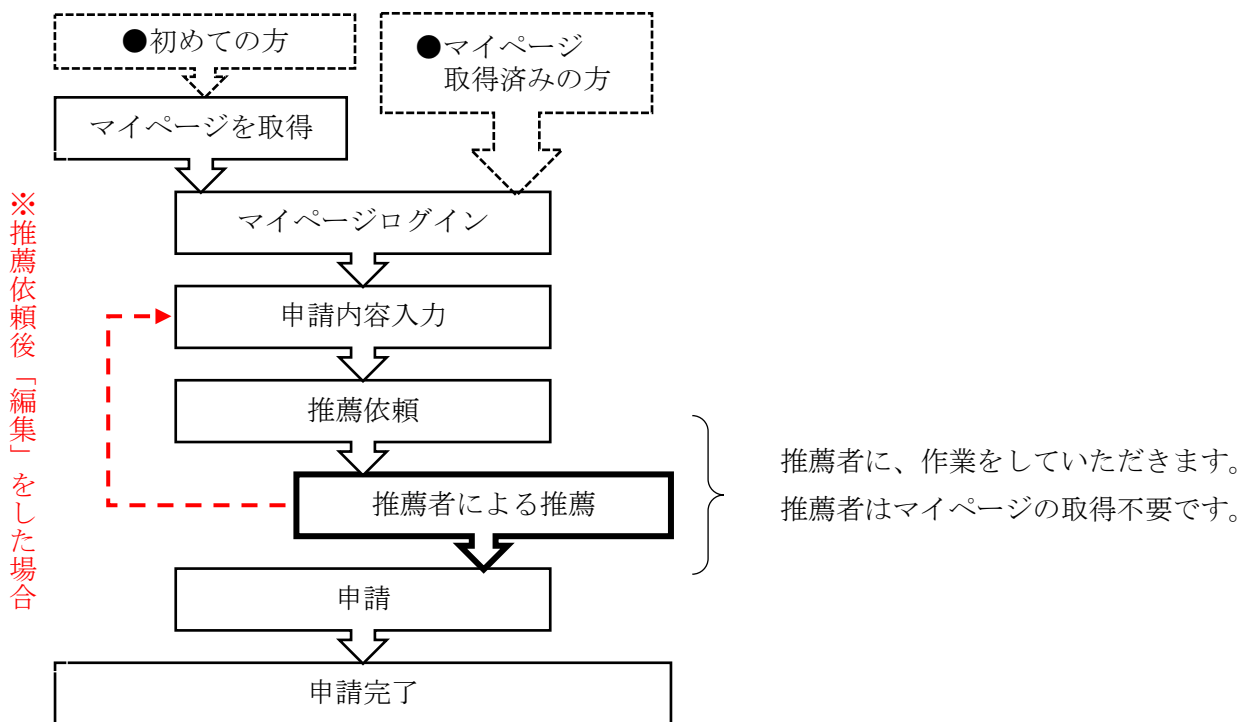 ●初めての方
●マイページ
取得済みの方
マイページを取得
マイページログイン
申請内容入力
推薦依頼
推薦者による推薦
申請
申請完了
※推薦依頼後「編集」をした場合
推薦者に、作業をしていただきます。
推薦者はマイページの取得不要です。